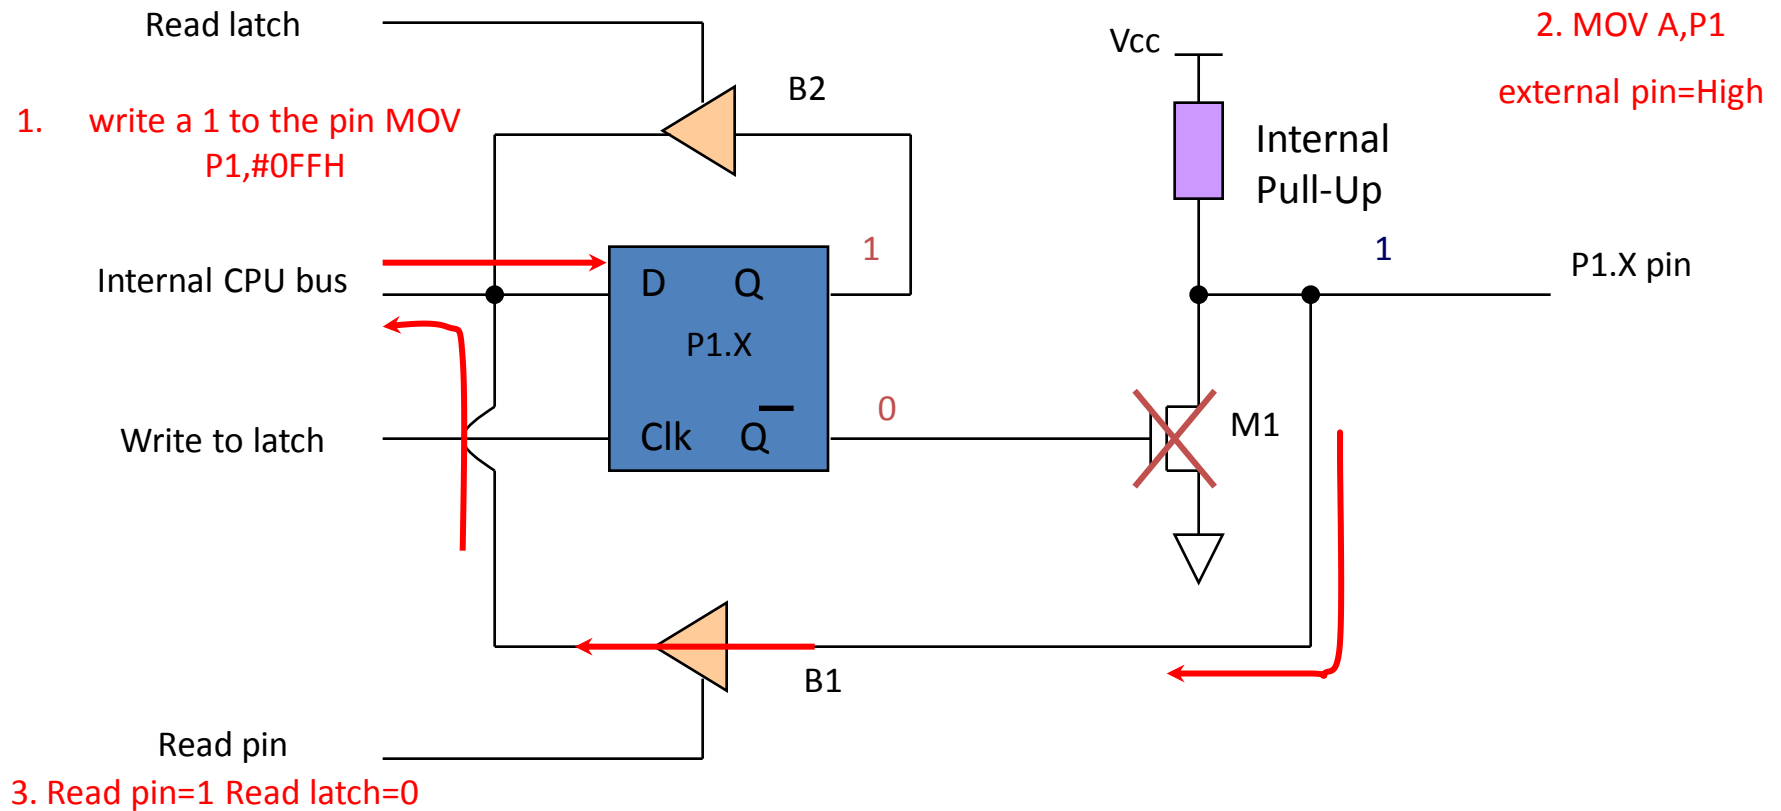 Read latch
Vcc
2. MOV A,P1
external pin=High
B2
1. write a 1 to the pin MOV
P1,#0FFH
Internal
Pull-Up
1
1
P1.X pin
Internal CPU bus
D Q
P1.X
0
M1
Write to latch
Clk Q̅
B1
Read pin
3. Read pin=1 Read latch=0